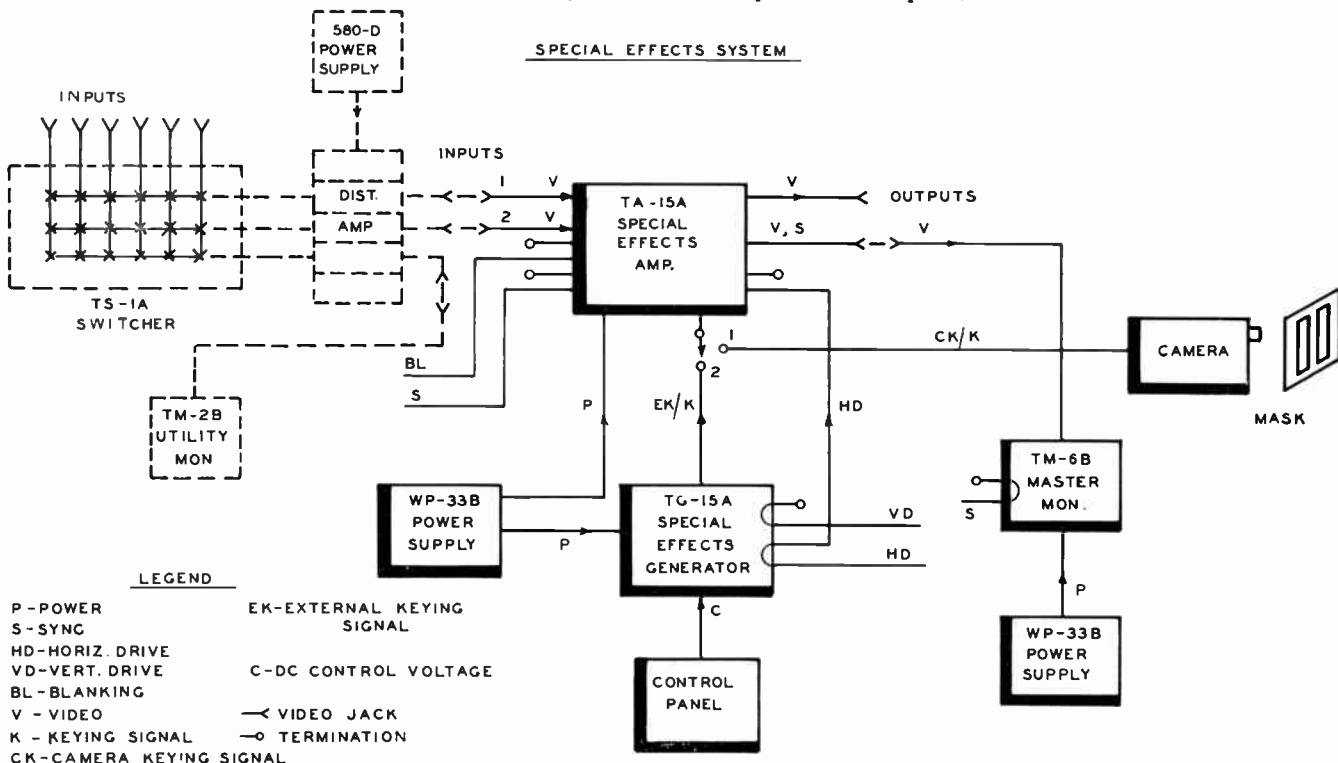 SPECIAL EFFECTS SYSTEM
580-D
POWER
SUPPLY
INPUTS
INPUTS
DIST.
AMP
1
V
2
V
TA-15A
SPECIAL
EFFECTS
AMP.
V
OUTPUTS
V, S
V
TS-1A
SWITCHER
BL
S
TM-2B
UTILITY
MON
P
EK/K
1
2
HD
CK/K
CAMERA
MASK
WP-33B
POWER
SUPPLY
P
TG-15A
SPECIAL
EFFECTS
GENERATOR
VD
HD
TM-6B
MASTER
MON.
S
P
WP-33B
POWER
SUPPLY
C
CONTROL
PANEL
LEGEND
P-POWER
S-SYNC
HD-HORIZ. DRIVE
VD-VERT. DRIVE
BL-BLANKING
V - VIDEO
K - KEYING SIGNAL
CK-CAMERA KEYING SIGNAL
EK-EXTERNAL KEYING
SIGNAL
C-DC CONTROL VOLTAGE
VIDEO JACK
TERMINATION